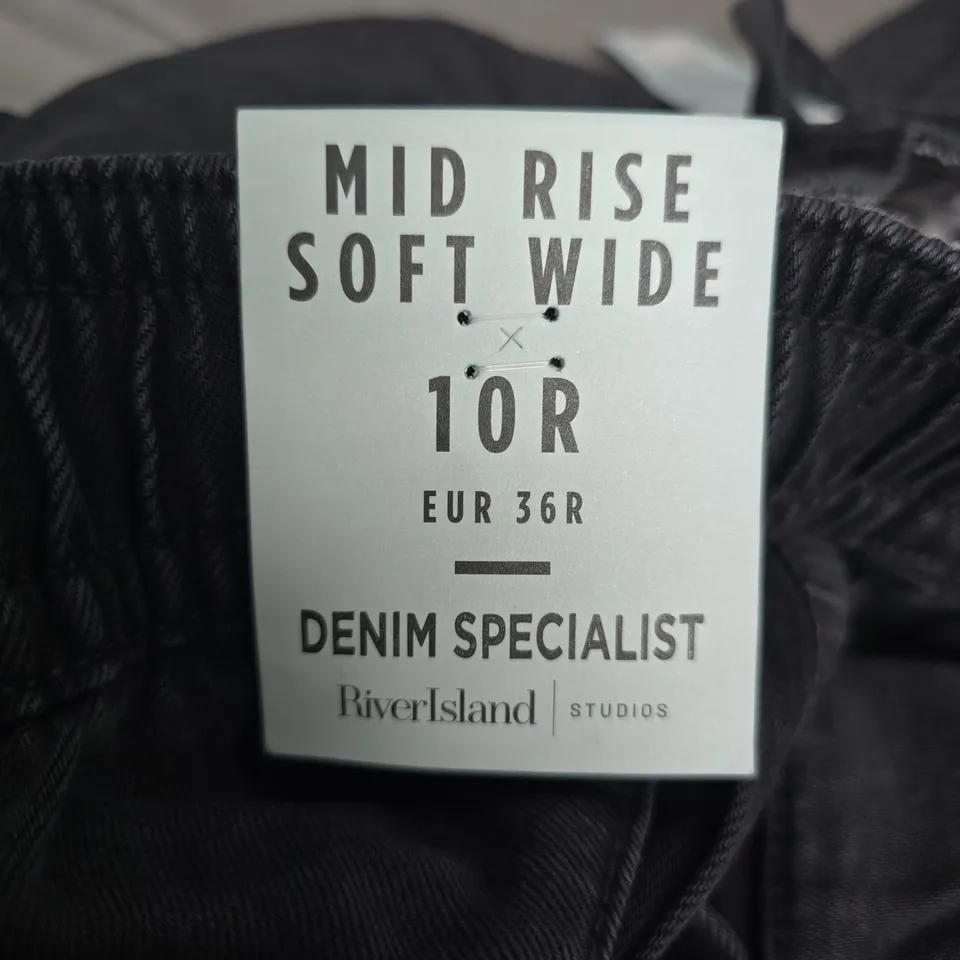 MID RISE
SOFT WIDE
×
10R
EUR 36R
DENIM SPECIALIST
RiverIsland | STUDIOS